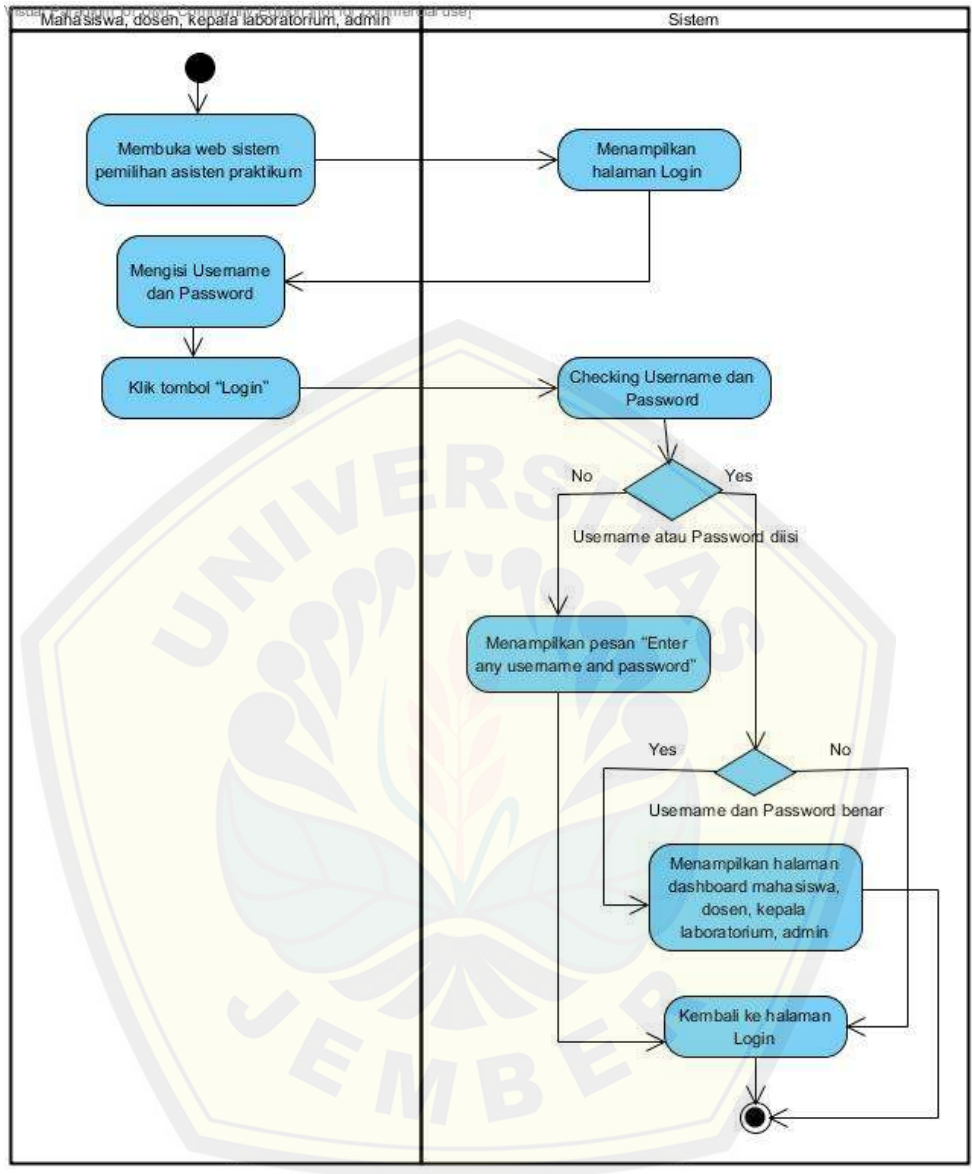 Mahasiswa, dosen, kepala laboratorium, admin
Sistem
Membuka web sistem
pemilihan asisten praktikum
Menampilkan
halaman Login
Mengisi Username
dan Password
Klik tombol “Login”
Checking Username dan
Password
No
Yes
Username atau Password diisi
Menampilkan pesan “Enter
any username and password”
Yes
No
Username dan Password benar
Menampilkan halaman
dashboard mahasiswa,
dosen, kepala
laboratorium, admin
Kembali ke halaman
Login
UNIVERSITAS
JEMBER